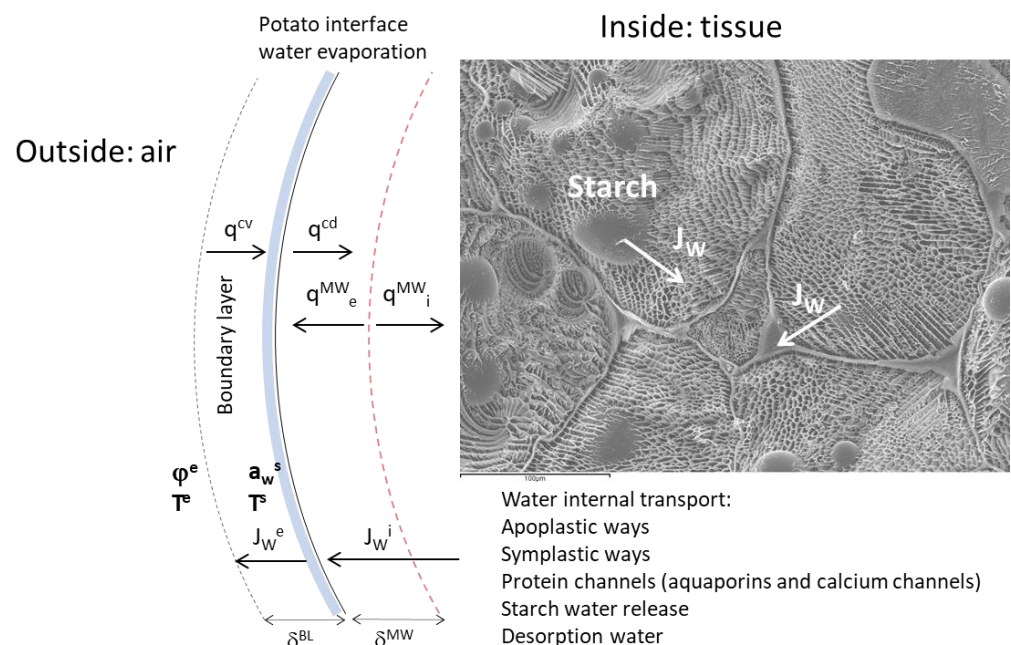 Potato interface
water evaporation
Inside: tissue
Outside: air
Starch
q^cv
q^cd
J_W
q^MW_e
q^MW_i
J_W
Boundary layer
φ^e
T^e
a_w^s
T^s
100μm
J_W^e
J_W^i
δ^BL
δ^MW
Water internal transport:
Apoplastic ways
Symplastic ways
Protein channels (aquaporins and calcium channels)
Starch water release
Desorption water